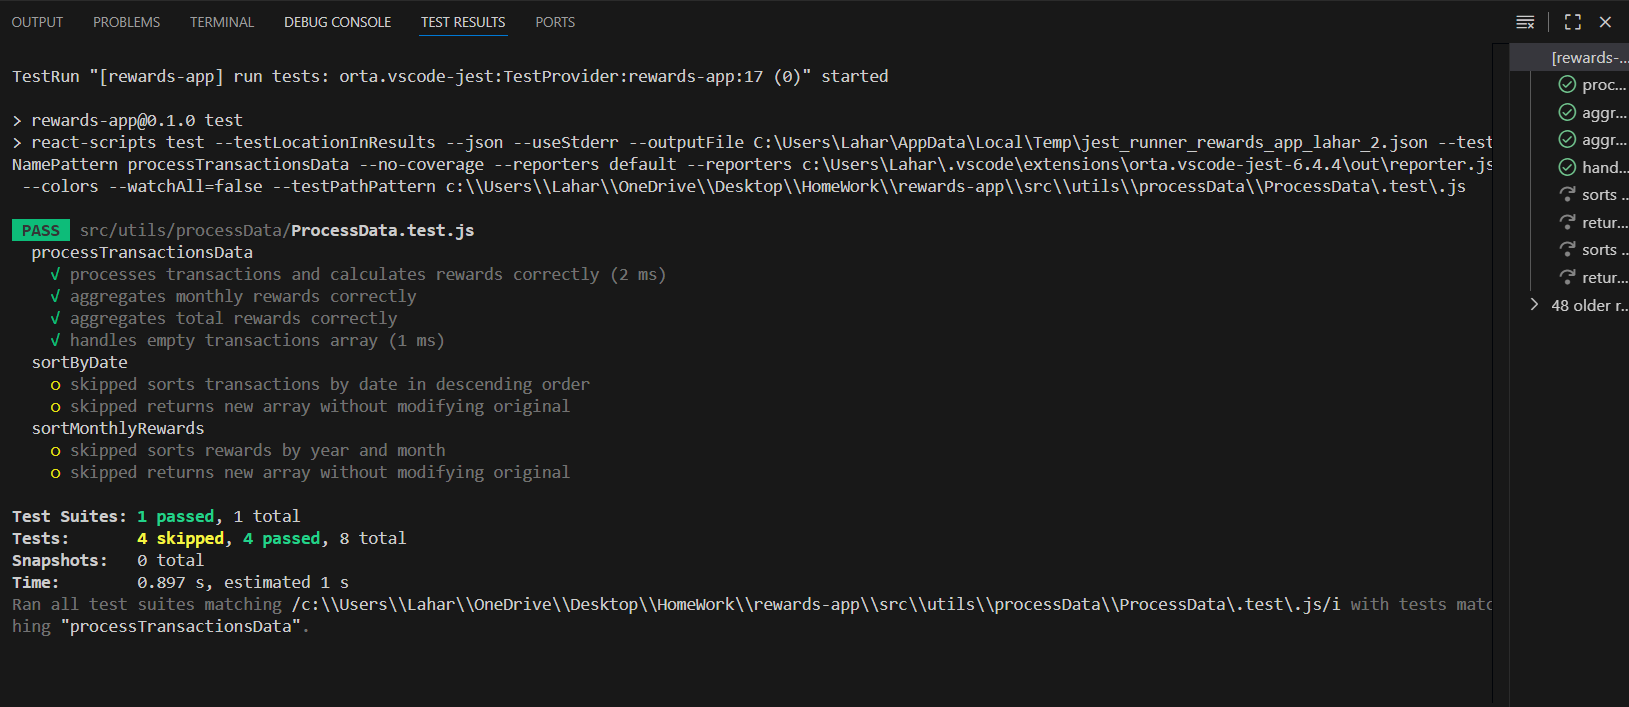 OUTPUT PROBLEMS TERMINAL DEBUG CONSOLE TEST RESULTS PORTS
TestRun "[rewards-app] run tests: orta.vscode-jest:TestProvider:rewards-app:17 (0)" started
> rewards-app@0.1.0 test
> react-scripts test --testLocationInResults --json --useStderr --outputFile C:\Users\Lahar\AppData\Local\Temp\jest_runner_rewards_app_lahar_2.json --test
NamePattern processTransactionsData --no-coverage --reporters default --reporters c:\Users\Lahar\.vscode\extensions\orta.vscode-jest-6.4.4\out\reporter.js
--colors --watchAll=false --testPathPattern c:\\Users\\Lahar\\OneDrive\\Desktop\\HomeWork\\rewards-app\\src\\utils\\processData\\ProcessData\.test\.js
PASS src/utils/processData/ProcessData.test.js
processTransactionsData
√ processes transactions and calculates rewards correctly (2 ms)
√ aggregates monthly rewards correctly
√ aggregates total rewards correctly
√ handles empty transactions array (1 ms)
sortByDate
o skipped sorts transactions by date in descending order
o skipped returns new array without modifying original
sortMonthlyRewards
o skipped sorts rewards by year and month
o skipped returns new array without modifying original
Test Suites: 1 passed, 1 total
Tests: 4 skipped, 4 passed, 8 total
Snapshots: 0 total
Time: 0.897 s, estimated 1 s
Ran all test suites matching /c:\\Users\\Lahar\\OneDrive\\Desktop\\HomeWork\\rewards-app\\src\\utils\\processData\\ProcessData\.test\.js/i with tests matc
hing "processTransactionsData".
[rewards-...
proc...
aggr...
aggr...
hand...
sorts ...
retur...
sorts ...
retur...
48 older r...